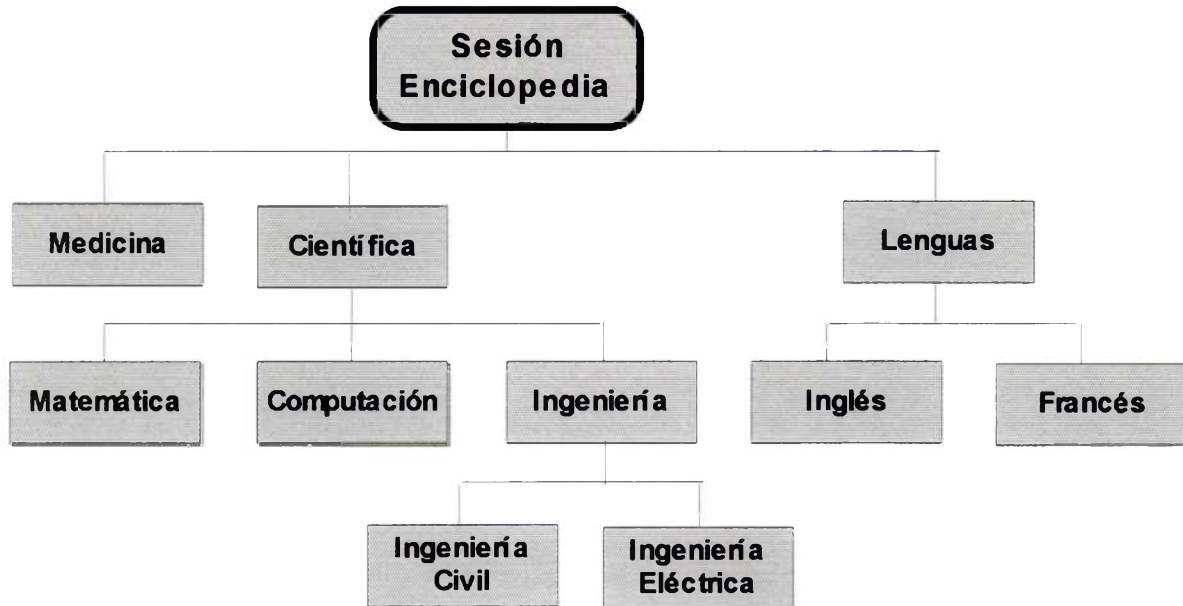 Sesión
Enciclopedia
Medicina
Científica
Lenguas
Matemática
Computación
Ingeniería
Inglés
Francés
Ingeniería
Civil
Ingeniería
Eléctrica